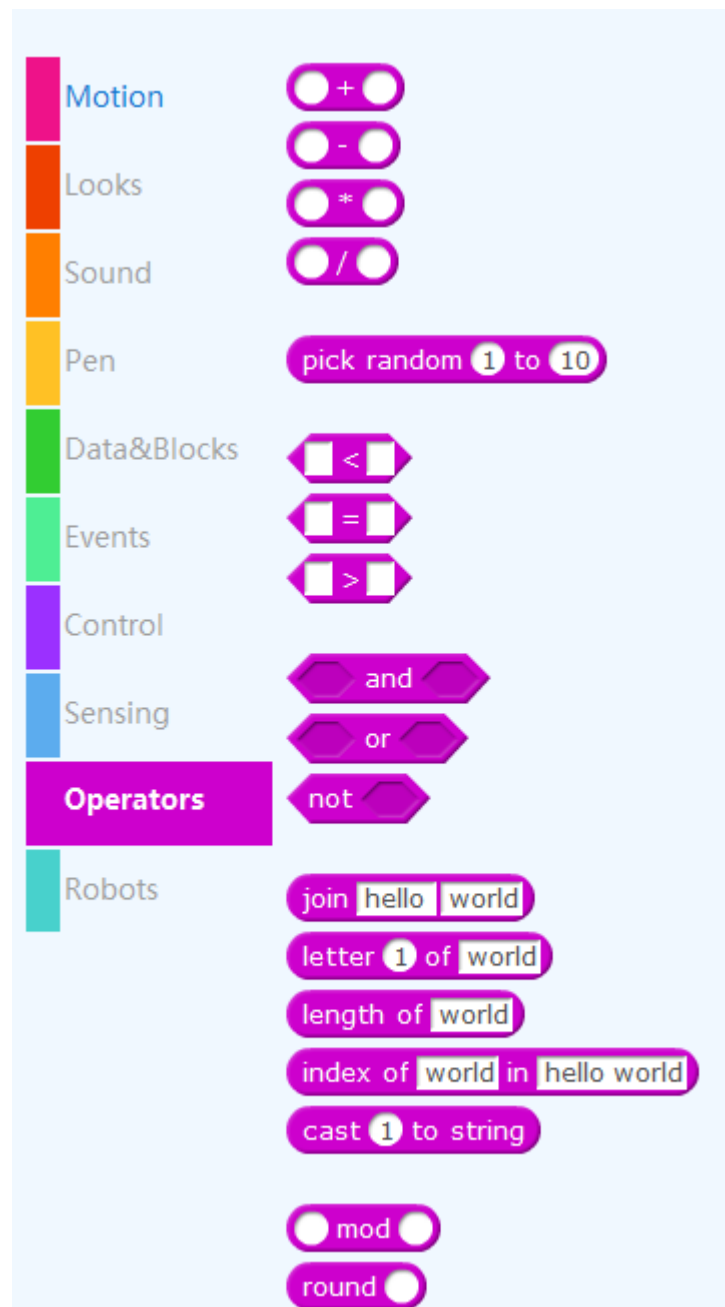 Motion
Looks
Sound
Pen
Data&Blocks
Events
Control
Sensing
Operators
Robots
+
-
*
/
pick random 1 to 10
<
=
>
and
or
not
join hello world
letter 1 of world
length of world
index of world in hello world
cast 1 to string
mod
round